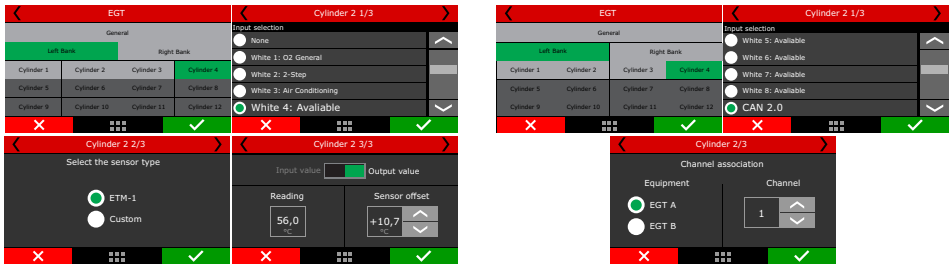 EGT
General
Left Bank
Right Bank
Cylinder 1
Cylinder 2
Cylinder 3
Cylinder 4
Cylinder 5
Cylinder 6
Cylinder 7
Cylinder 8
Cylinder 9
Cylinder 10
Cylinder 11
Cylinder 12
Cylinder 2 1/3
Input selection
None
White 1: O2 General
White 2: 2-Step
White 3: Air Conditioning
White 4: Avaliable
EGT
General
Left Bank
Right Bank
Cylinder 1
Cylinder 2
Cylinder 3
Cylinder 4
Cylinder 5
Cylinder 6
Cylinder 7
Cylinder 8
Cylinder 9
Cylinder 10
Cylinder 11
Cylinder 12
Cylinder 2 1/3
Input selection
White 5: Avaliable
White 6: Avaliable
White 7: Avaliable
White 8: Avaliable
CAN 2.0
Cylinder 2 2/3
Select the sensor type
ETM-1
Custom
Cylinder 2 3/3
Input value
Output value
Reading
56,0
°C
Sensor offset
+10,7
°C
Cylinder 2/3
Channel association
Equipment
EGT A
EGT B
Channel
1